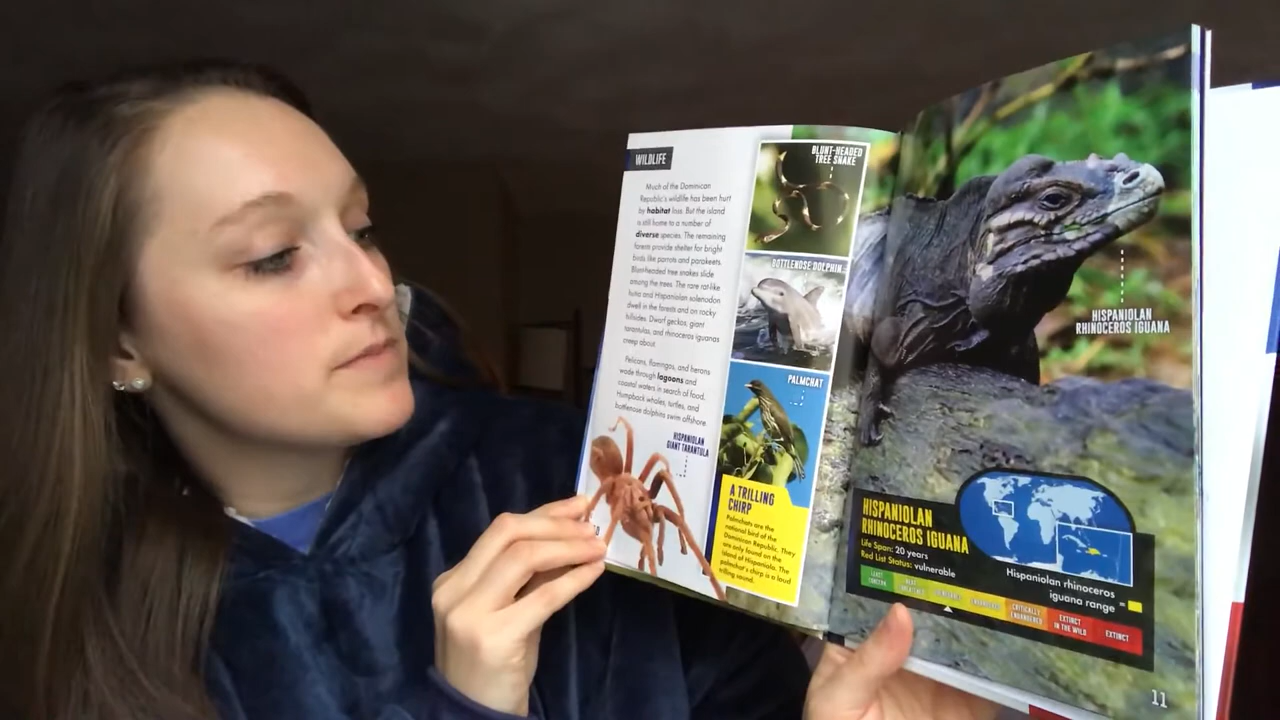 WILDLIFE
Much of the Dominican
Republic's wildlife has been hurt
by habitat loss. But the island
is still home to a number of
diverse species. The remaining
forests provide shelter for bright
birds like parrots and parakeets.
Blunt-headed tree snakes slide
among the trees. The rare rat-like
hutia and Hispaniolan solenodon
dwell in the forests and on rocky
hillsides. Dwarf geckos, giant
tarantulas, and rhinoceros iguanas
creep about.
Pelicans, flamingos, and herons
wade through lagoons and
coastal waters in search of food.
Humpback whales, turtles, and
bottlenose dolphins swim offshore.
HISPANIOLAN
GIANT TARANTULA
BLUNT-HEADED
TREE SNAKE
BOTTLENOSE DOLPHIN
PALMCHAT
A TRILLING
CHIRP
Palmchats are the
national bird of the
Dominican Republic. They
are only found on the
island of Hispaniola. The
palmchat's chirp is a loud
trilling sound.
HISPANIOLAN
RHINOCEROS IGUANA
HISPANIOLAN
RHINOCEROS IGUANA
Life Span: 20 years
Red List Status: vulnerable
Hispaniolan rhinoceros
iguana range =
LEAST
CONCERN
NEAR
THREATENED
VULNERABLE
ENDANGERED
CRITICALLY
ENDANGERED
EXTINCT
IN THE WILD
EXTINCT
11